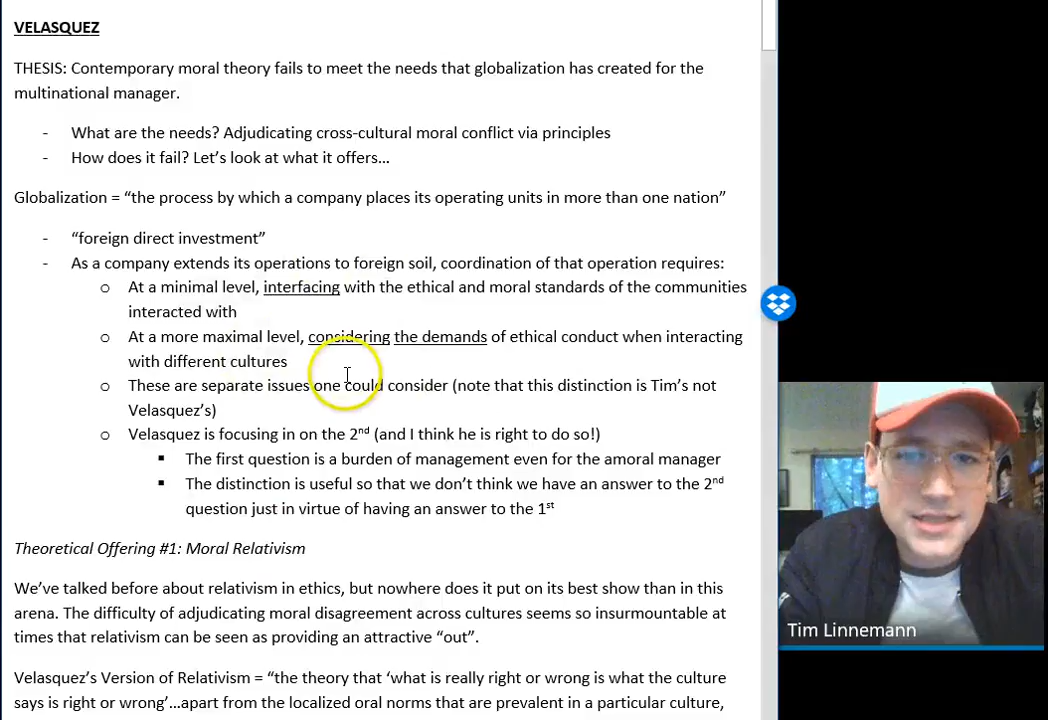 VELASQUEZ
THESIS: Contemporary moral theory fails to meet the needs that globalization has created for the
multinational manager.
- What are the needs? Adjudicating cross-cultural moral conflict via principles
- How does it fail? Let's look at what it offers…
Globalization = “the process by which a company places its operating units in more than one nation”
- “foreign direct investment”
- As a company extends its operations to foreign soil, coordination of that operation requires:
o At a minimal level, interfacing with the ethical and moral standards of the communities
interacted with
o At a more maximal level, considering the demands of ethical conduct when interacting
with different cultures
o These are separate issues one could consider (note that this distinction is Tim's not
Velasquez's)
o Velasquez is focusing in on the 2nd (and I think he is right to do so!)
▪ The first question is a burden of management even for the amoral manager
▪ The distinction is useful so that we don't think we have an answer to the 2nd
question just in virtue of having an answer to the 1st
Theoretical Offering #1: Moral Relativism
We've talked before about relativism in ethics, but nowhere does it put on its best show than in this
arena. The difficulty of adjudicating moral disagreement across cultures seems so insurmountable at
times that relativism can be seen as providing an attractive “out”.
Velasquez's Version of Relativism = “the theory that ‘what is really right or wrong is what the culture
says is right or wrong’…apart from the localized oral norms that are prevalent in a particular culture,
Tim Linnemann